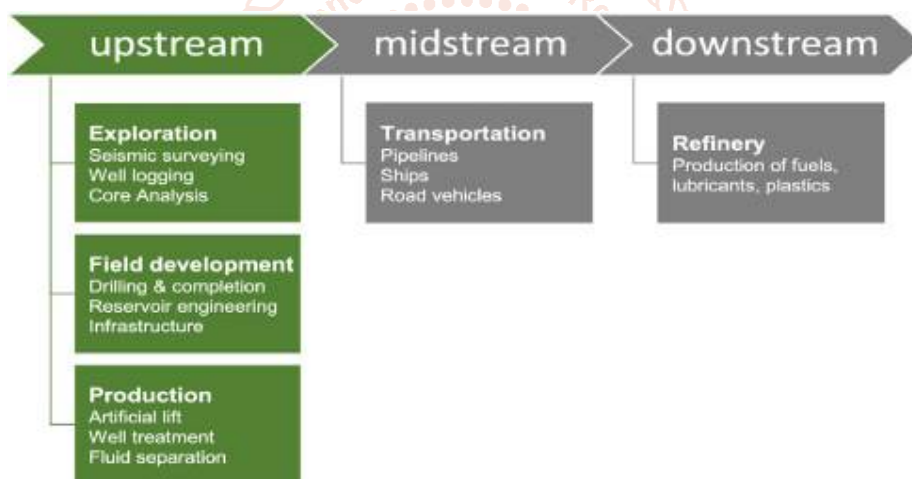 upstream
midstream
downstream
Exploration
Seismic surveying
Well logging
Core Analysis
Field development
Drilling & completion
Reservoir engineering
Infrastructure
Production
Artificial lift
Well treatment
Fluid separation
Transportation
Pipelines
Ships
Road vehicles
Refinery
Production of fuels,
lubricants, plastics